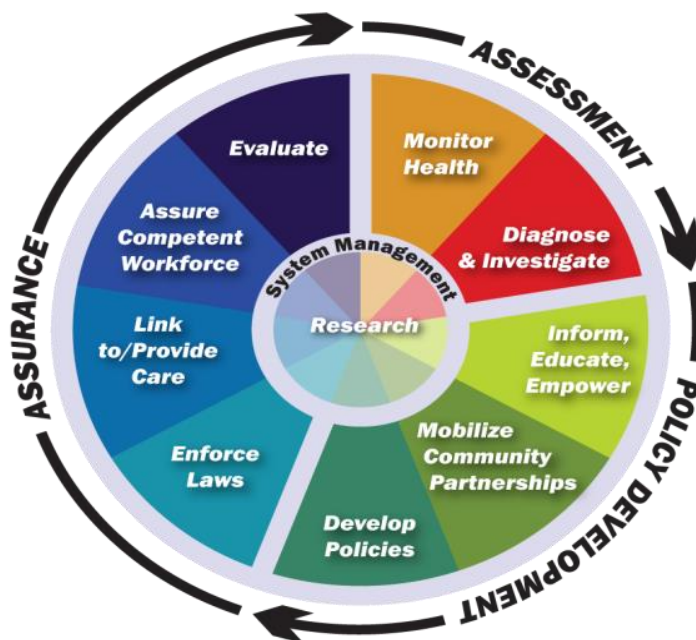 ASSESSMENT
Monitor
Health
Diagnose
& Investigate
POLICY DEVELOPMENT
Inform,
Educate,
Empower
Mobilize
Community
Partnerships
Develop
Policies
ASSURANCE
Enforce
Laws
Link
to/Provide
Care
Assure
Competent
Workforce
Evaluate
System Management
Research